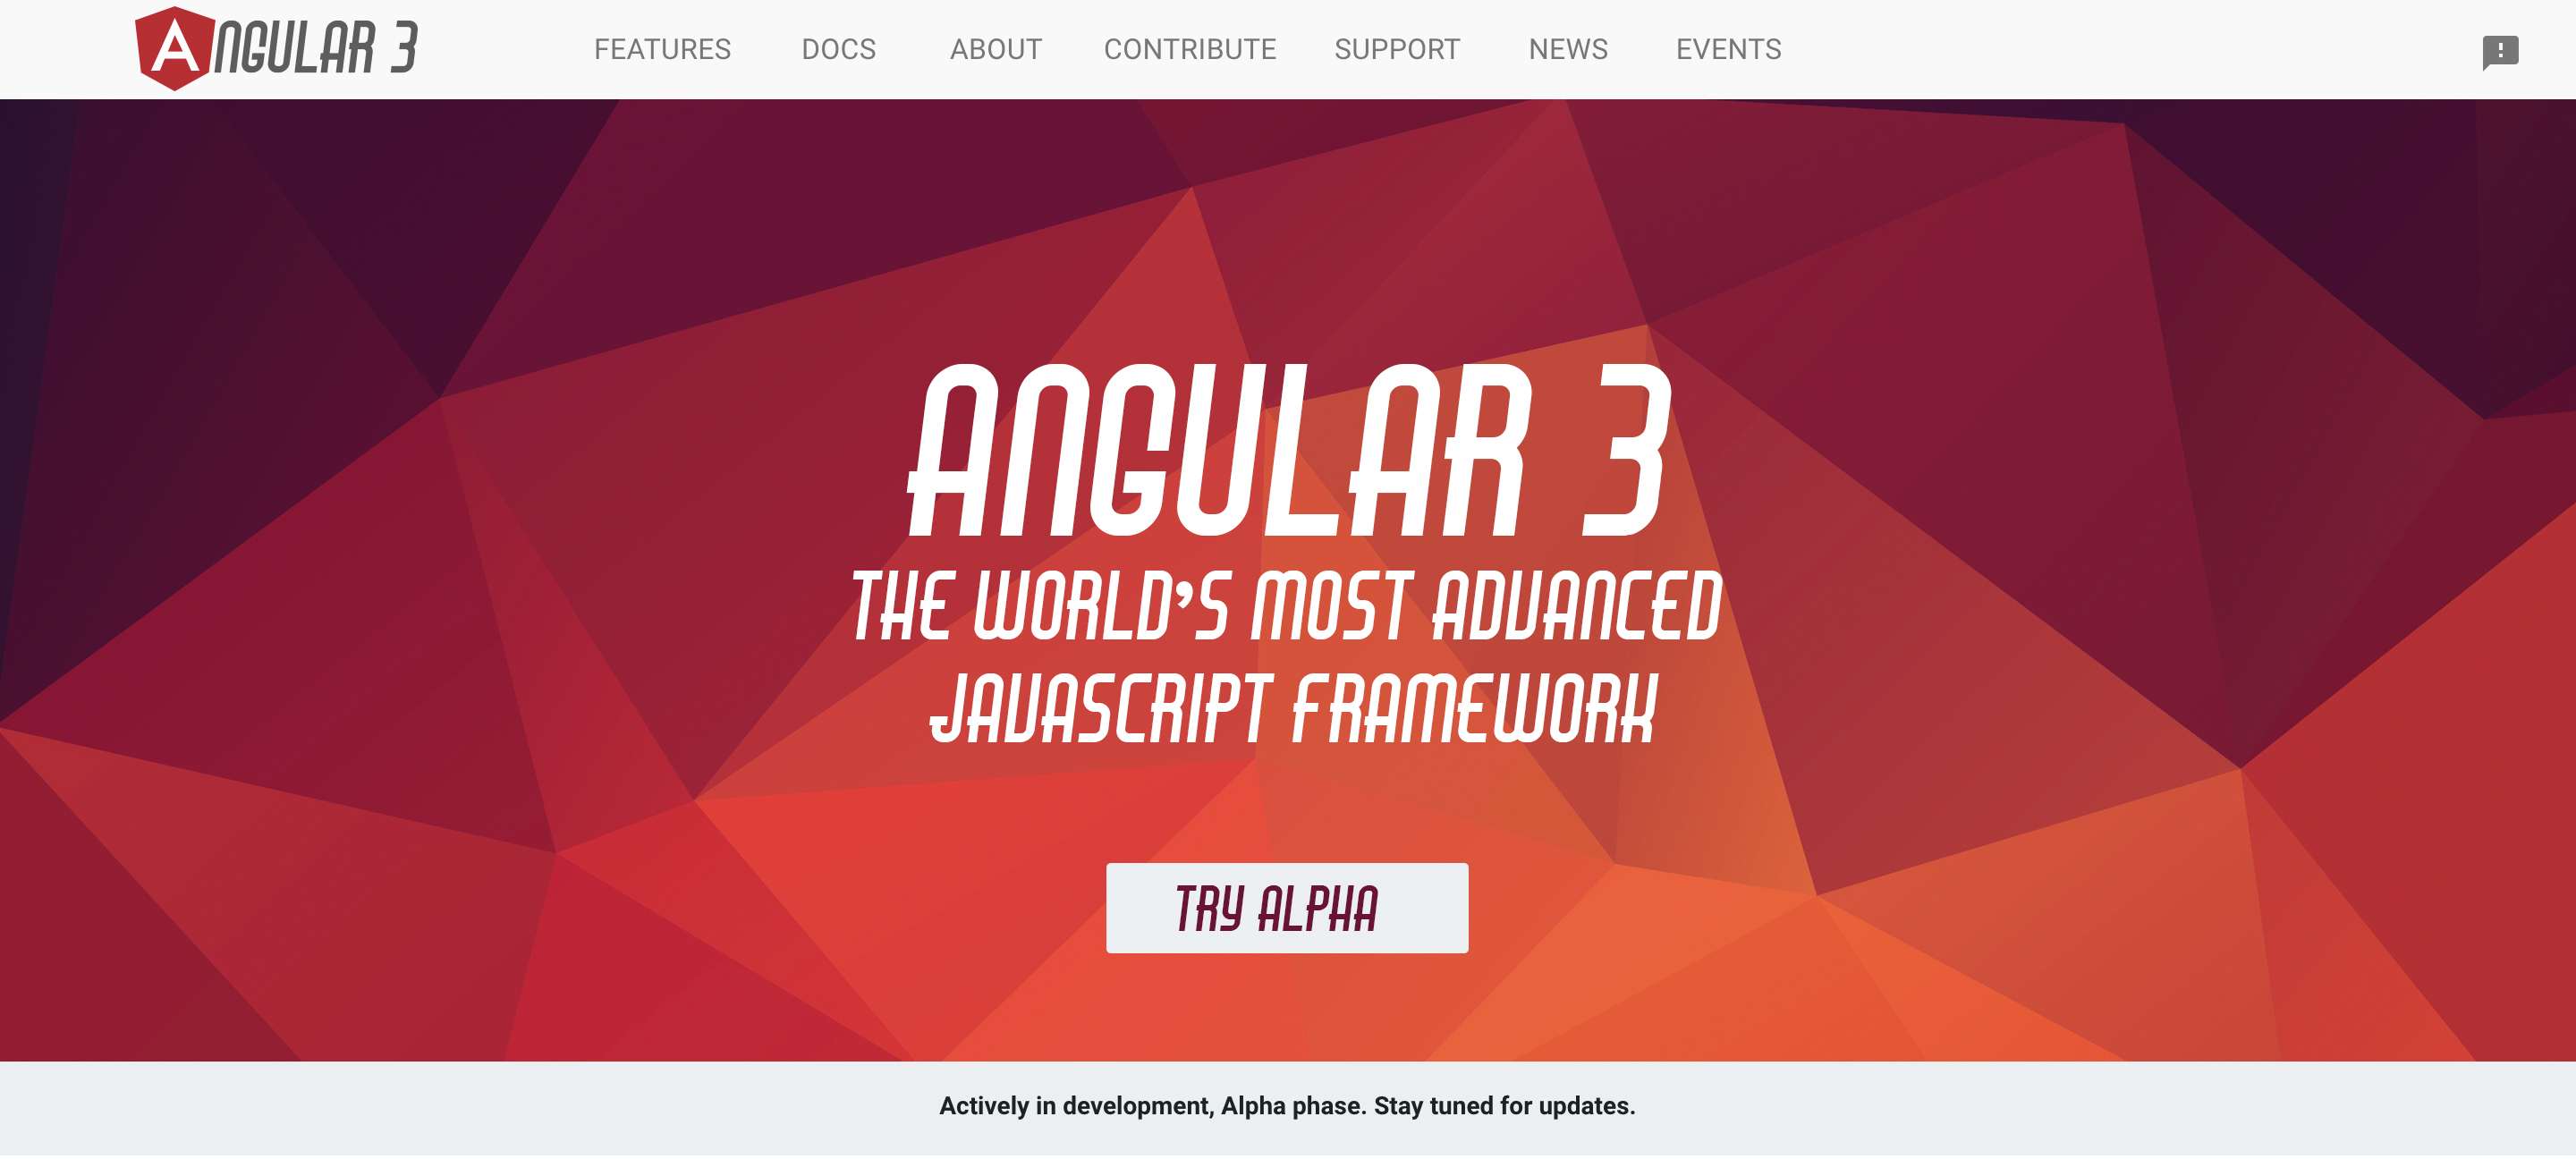 ANGULAR 3
FEATURES DOCS ABOUT CONTRIBUTE SUPPORT NEWS EVENTS
ANGULAR 3
THE WORLD'S MOST ADVANCED
JAVASCRIPT FRAMEWORK
TRY ALPHA
Actively in development, Alpha phase. Stay tuned for updates.